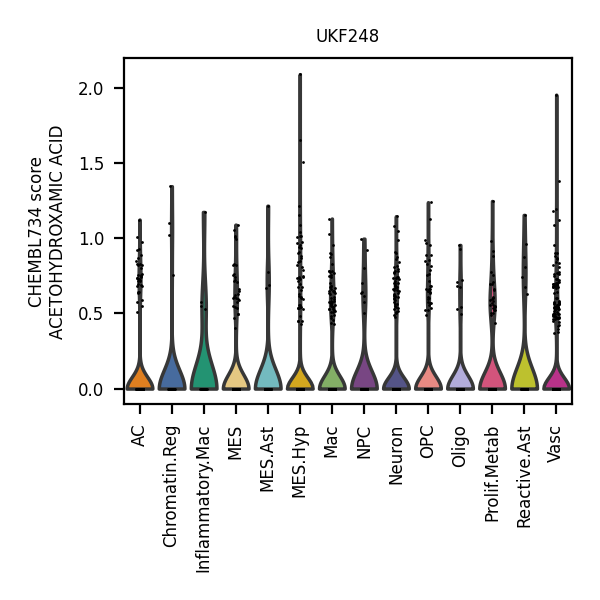 UKF248
CHEMBL734 score
ACETOHYDROXAMIC ACID
2.0
1.5
1.0
0.5
0.0
AC
Chromatin.Reg
Inflammatory.Mac
MES
MES.Ast
MES.Hyp
Mac
NPC
Neuron
OPC
Oligo
Prolif.Metab
Reactive.Ast
Vasc